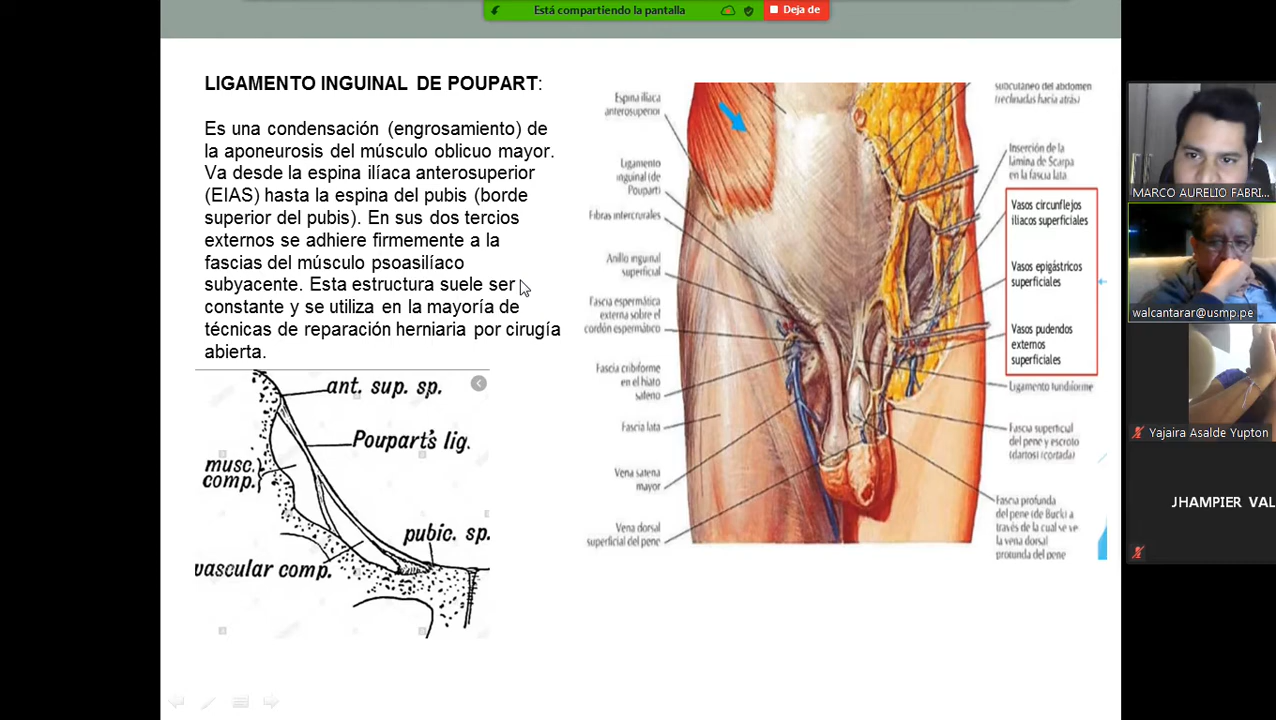 Está compartiendo la pantalla
Deja de
LIGAMENTO INGUINAL DE POUPART:
Es una condensación (engrosamiento) de
la aponeurosis del músculo oblicuo mayor.
Va desde la espina ilíaca anterosuperior
(EIAS) hasta la espina del pubis (borde
superior del pubis). En sus dos tercios
externos se adhiere firmemente a la
fascias del músculo psoasilíaco
subyacente. Esta estructura suele ser
constante y se utiliza en la mayoría de
técnicas de reparación herniaria por cirugía
abierta.
ant. sup. sp.
Poupart's lig.
musc.
comp.
pubic. sp.
vascular comp.
Espina ilíaca
anterosuperior
Ligamento
inguinal (de
Poupart)
Fibras intercrurales
Anillo inguinal
superficial
Fascia espermática
externa sobre el
cordón espermático
Fascia cribiforme
en el hiato
safeno
Fascia lata
Vena safena
mayor
Vena dorsal
superficial del pene
subcutáneo del abdomen
(reclinadas hacia atrás)
Inserción de la
lámina de Scarpa
en la fascia lata
Vasos circunflejos
ilíacos superficiales
Vasos epigástricos
superficiales
Vasos pudendos
externos
superficiales
Ligamento fundiforme
Fascia superficial
del pene y escroto
(dartos) (cortada)
Fascia profunda
del pene (de Buck) a
través de la cual se ve
la vena dorsal
profunda del pene
MARCO AURELIO FABRI...
walcantarar@usmp.pe
Yajaira Asalde Yupton
JHAMPIER VAL